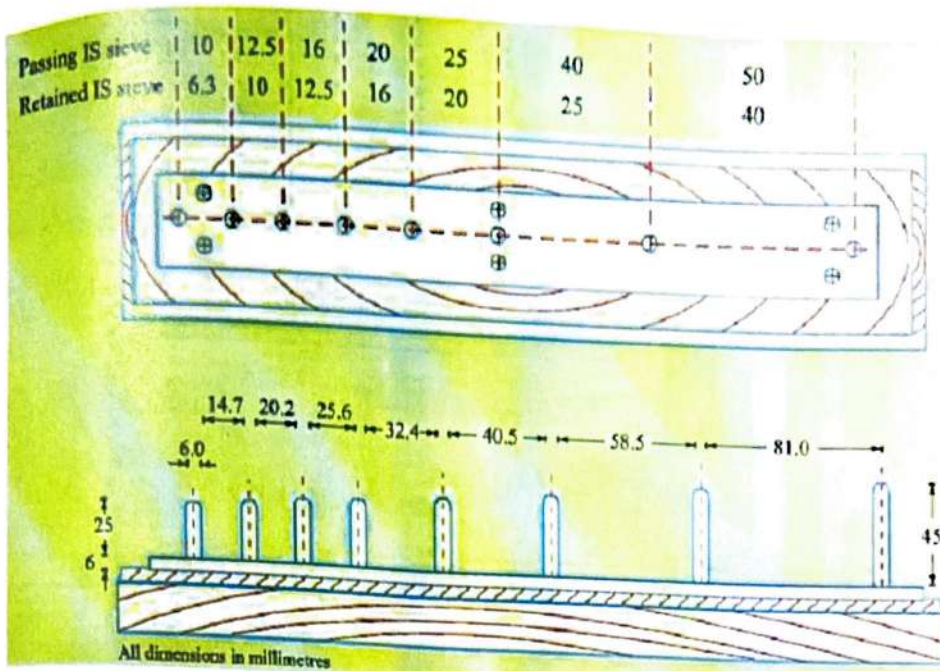 Passing IS sieve 10 12.5 16 20 25 40 50
Retained IS sieve 6.3 10 12.5 16 20 25 40
14.7 20.2 25.6 32.4 40.5 58.5 81.0
6.0
25
45
6
All dimensions in millimetres